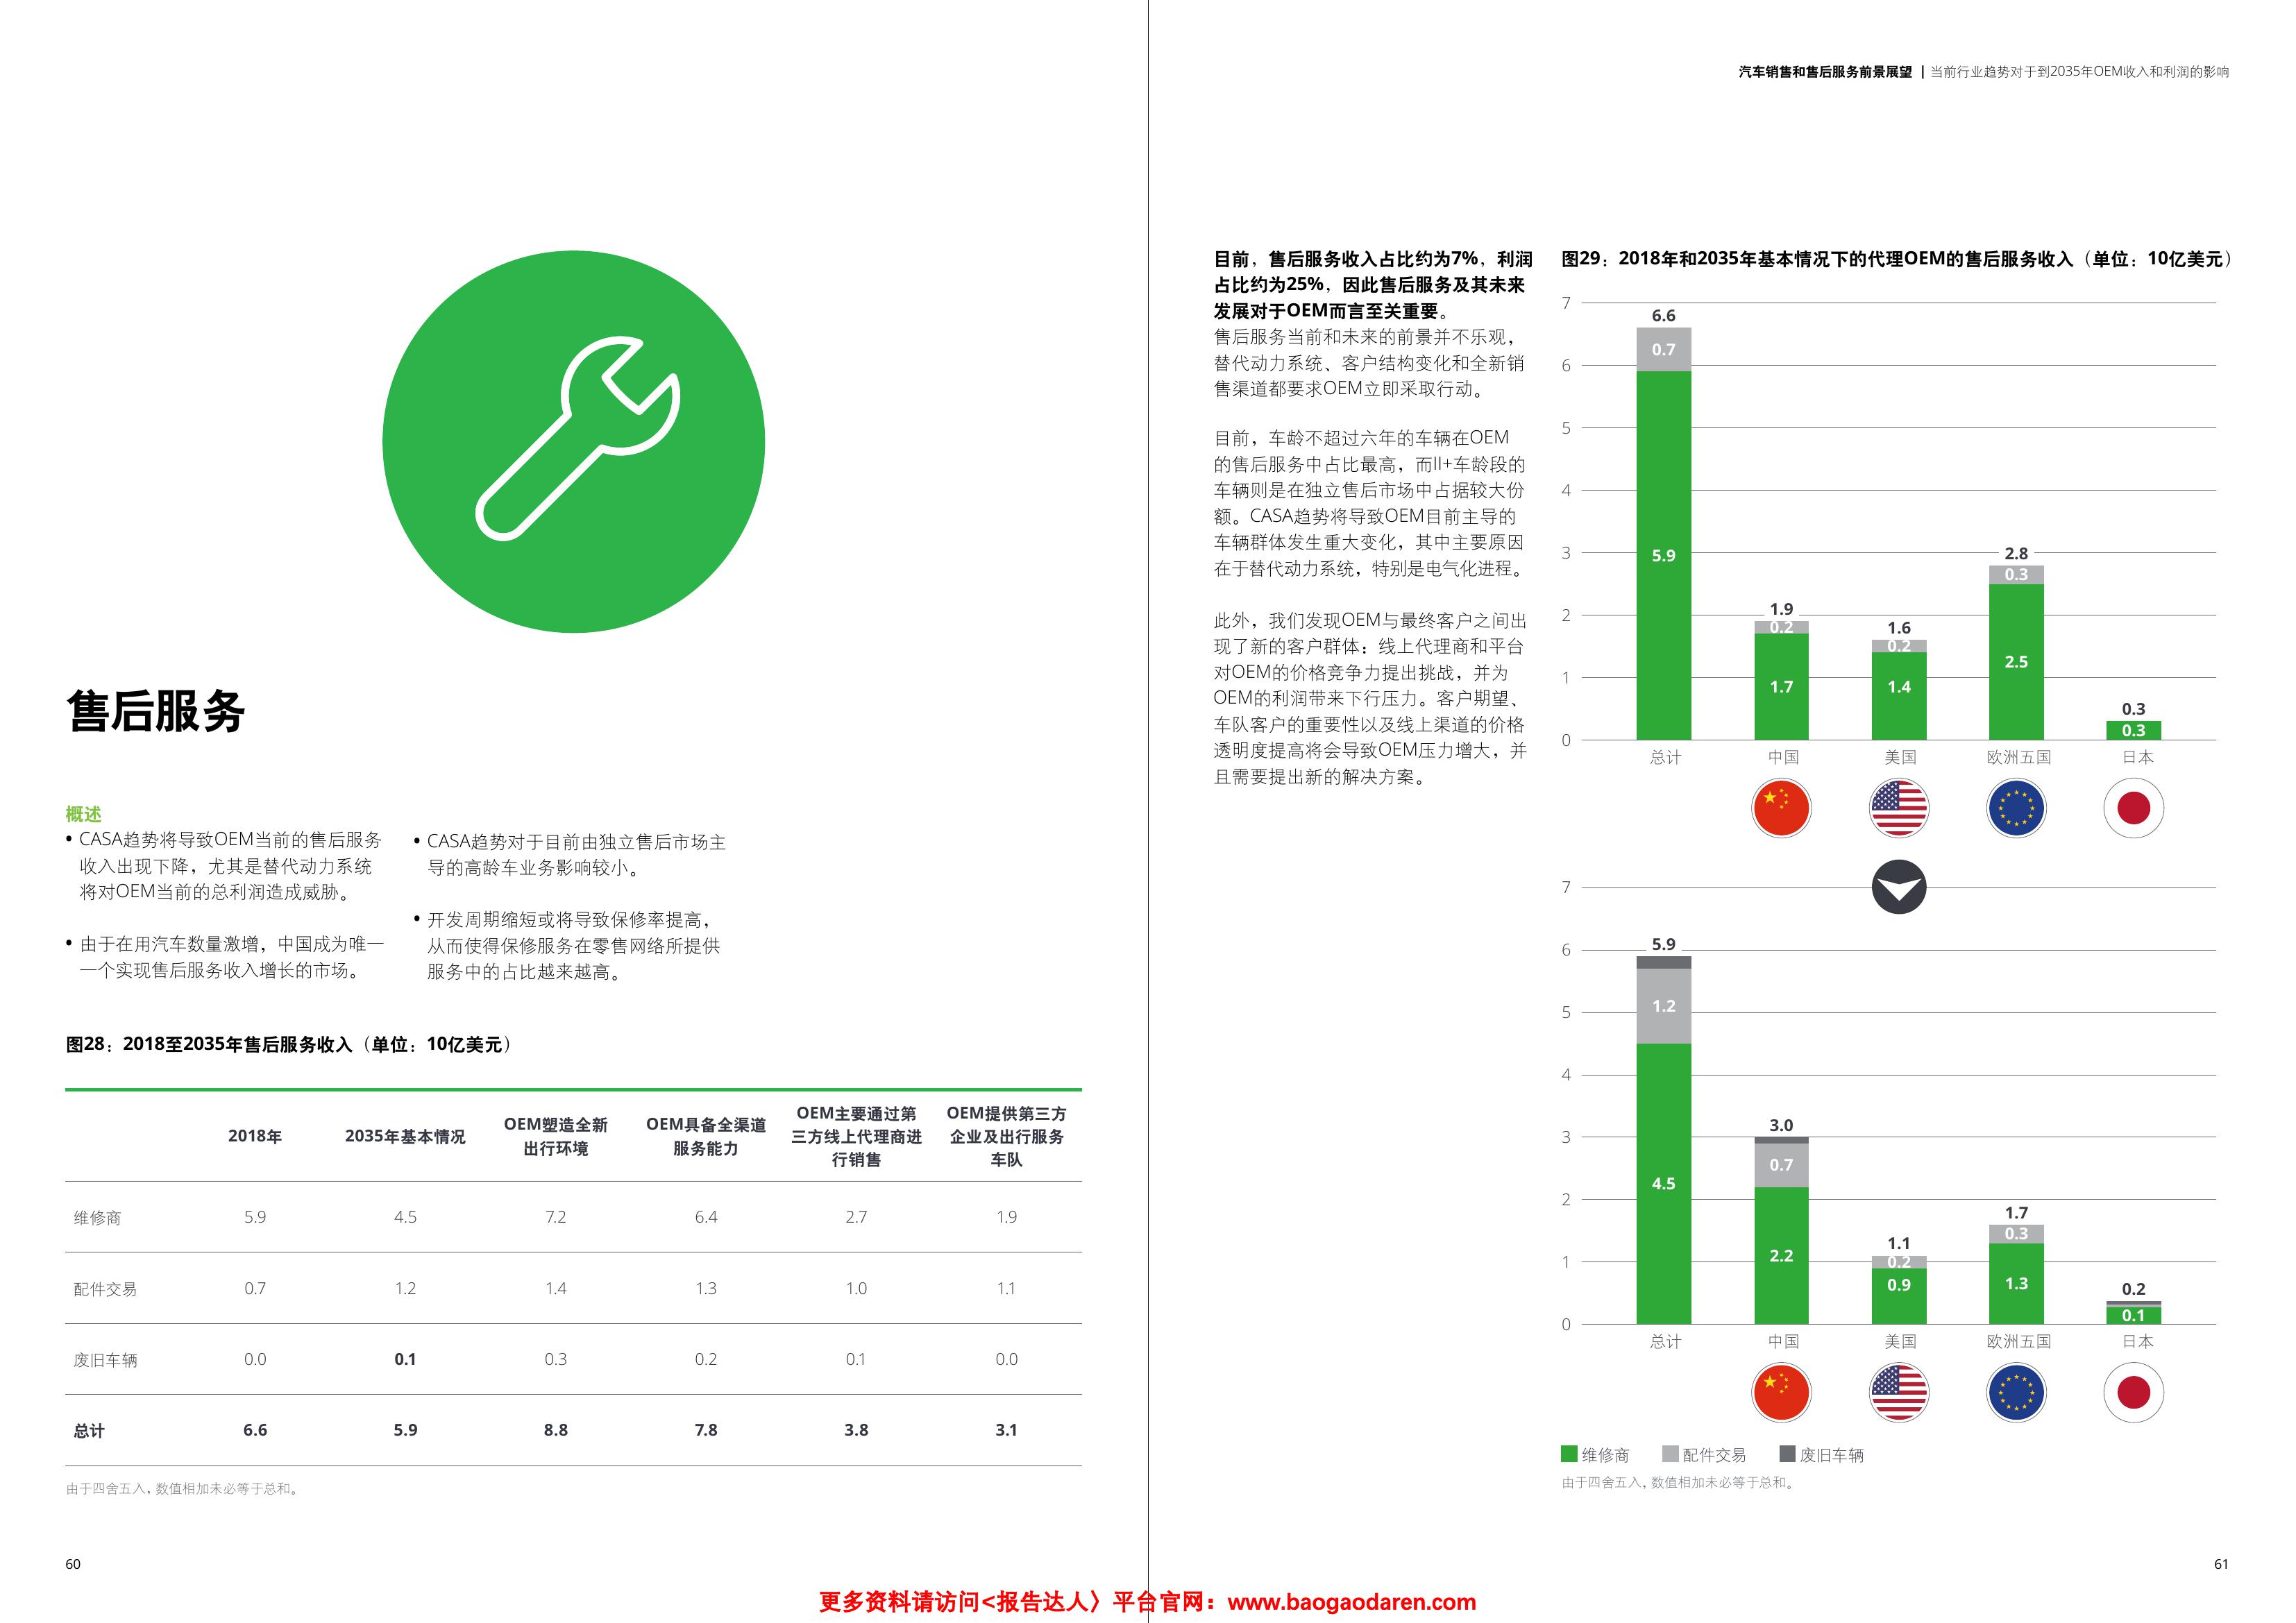 汽车销售和售后服务前景展望 | 当前行业趋势对于到2035年OEM收入和利润的影响
售后服务
概述
• CASA趋势将导致OEM当前的售后服务
收入出现下降，尤其是替代动力系统
将对OEM当前的总利润造成威胁。
• 由于在用汽车数量激增，中国成为唯一
一个实现售后服务收入增长的市场。
• CASA趋势对于目前由独立售后市场主
导的高龄车业务影响较小。
• 开发周期缩短或将导致保修率提高，
从而使得保修服务在零售网络所提供
服务中的占比越来越高。
图28：2018至2035年售后服务收入（单位：10亿美元）
2018年 2035年基本情况 OEM塑造全新 OEM具备全渠道 OEM主要通过第 OEM提供第三方
出行环境 服务能力 三方线上代理商进 企业及出行服务
行销售 车队
维修商 5.9 4.5 7.2 6.4 2.7 1.9
配件交易 0.7 1.2 1.4 1.3 1.0 1.1
废旧车辆 0.0 0.1 0.3 0.2 0.1 0.0
总计 6.6 5.9 8.8 7.8 3.8 3.1
由于四舍五入，数值相加未必等于总和。
60
目前，售后服务收入占比约为7%，利润
占比约为25%，因此售后服务及其未来
发展对于OEM而言至关重要。
售后服务当前和未来的前景并不乐观，
替代动力系统、客户结构变化和全新销
售渠道都要求OEM立即采取行动。
目前，车龄不超过六年的车辆在OEM
的售后服务中占比最高，而II+车龄段的
车辆则是在独立售后市场中占据较大份
额。CASA趋势将导致OEM目前主导的
车辆群体发生重大变化，其中主要原因
在于替代动力系统，特别是电气化进程。
此外，我们发现OEM与最终客户之间出
现了新的客户群体：线上代理商和平台
对OEM的价格竞争力提出挑战，并为
OEM的利润带来下行压力。客户期望、
车队客户的重要性以及线上渠道的价格
透明度提高将会导致OEM压力增大，并
且需要提出新的解决方案。
图29：2018年和2035年基本情况下的代理OEM的售后服务收入（单位：10亿美元）
7
6
5
4
3
2
1
0
6.6
0.7
5.9
1.9
0.2
1.7
1.6
0.2
1.4
2.8
0.3
2.5
0.3
0.3
总计 中国 美国 欧洲五国 日本
7
6
5
4
3
2
1
0
5.9
1.2
4.5
3.0
0.7
2.2
1.1
0.2
0.9
1.7
0.3
1.3
0.2
0.1
总计 中国 美国 欧洲五国 日本
维修商 配件交易 废旧车辆
由于四舍五入，数值相加未必等于总和。
61
更多资料请访问<报告达人〉平台官网：www.baogaodaren.com